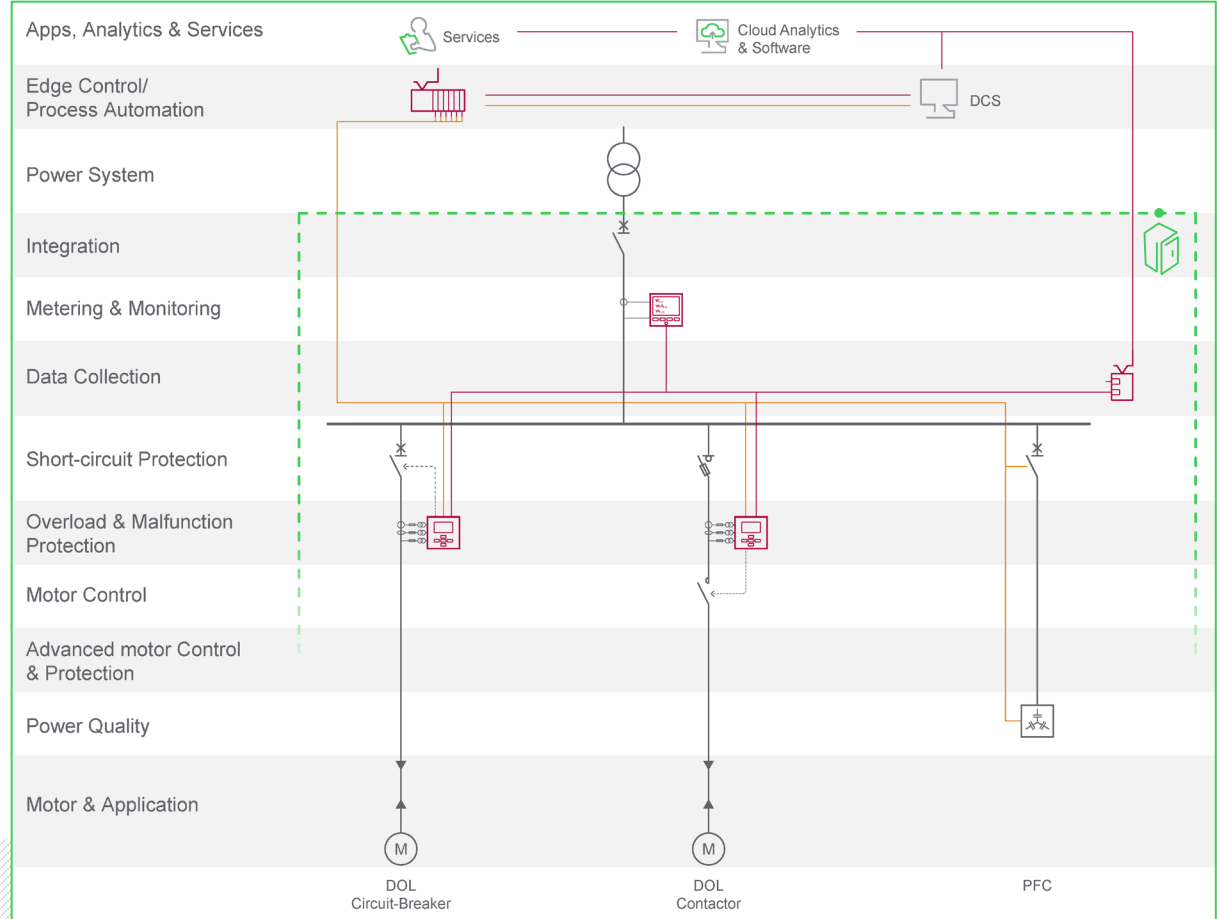 Apps, Analytics & Services
Services
Cloud Analytics
& Software
Edge Control/
Process Automation
DCS
Power System
Integration
Metering & Monitoring
Data Collection
Short-circuit Protection
Overload & Malfunction
Protection
Motor Control
Advanced motor Control
& Protection
Power Quality
Motor & Application
M
M
DOL
Circuit-Breaker
DOL
Contactor
PFC